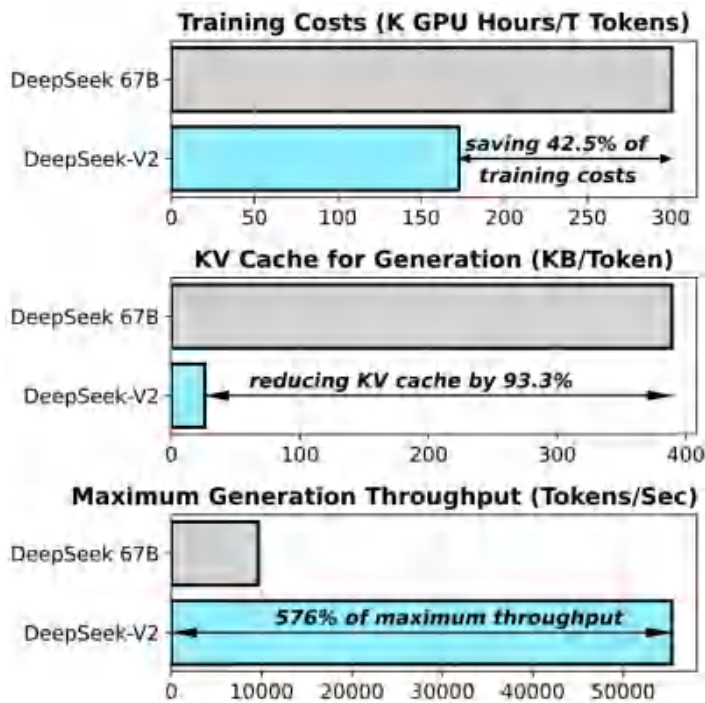 Training Costs (K GPU Hours/T Tokens)
DeepSeek 67B
DeepSeek-V2
saving 42.5% of
training costs
0 50 100 150 200 250 300
KV Cache for Generation (KB/Token)
DeepSeek 67B
DeepSeek-V2
reducing KV cache by 93.3%
0 100 200 300 400
Maximum Generation Throughput (Tokens/Sec)
DeepSeek 67B
DeepSeek-V2
576% of maximum throughput
0 10000 20000 30000 40000 50000